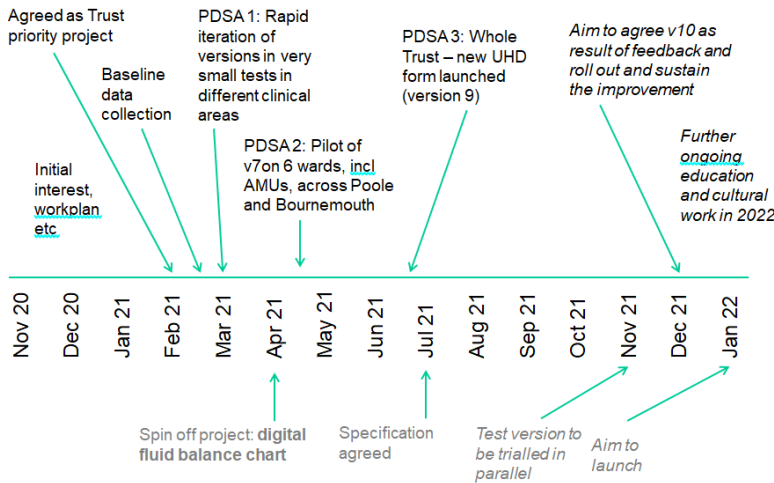 Agreed as Trust
priority project
Baseline
data
collection
Initial
interest,
workplan
etc
PDSA 1: Rapid
iteration of
versions in very
small tests in
different clinical
areas
PDSA 2: Pilot of
v7on 6 wards, incl
AMUs, across Poole
and Bournemouth
PDSA 3: Whole
Trust – new UHD
form launched
(version 9)
Aim to agree v10 as
result of feedback and
roll out and sustain
the improvement
Further
ongoing
education
and cultural
work in 2022
Nov 20
Dec 20
Jan 21
Feb 21
Mar 21
Apr 21
May 21
Jun 21
Jul 21
Aug 21
Sep 21
Oct 21
Nov 21
Dec 21
Jan 22
Spin off project: digital
fluid balance chart
Specification
agreed
Test version to
be trialled in
parallel
Aim to
launch